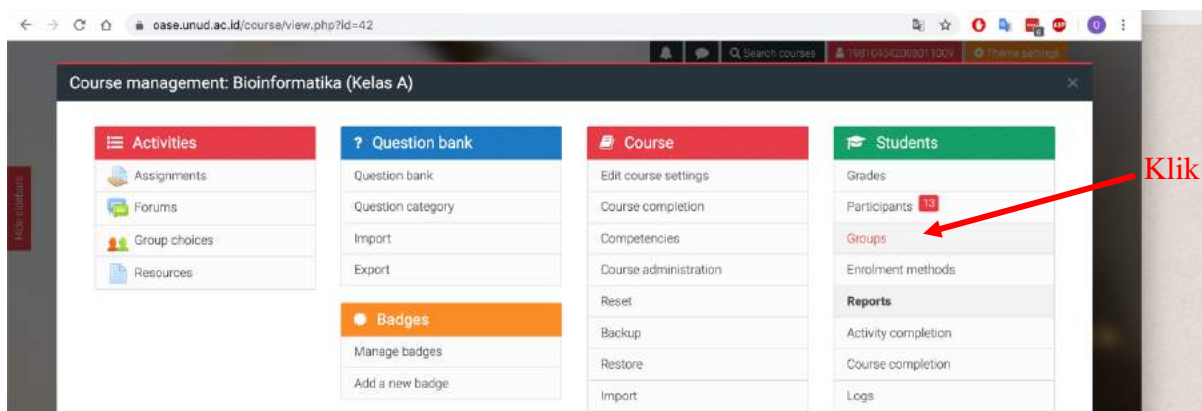 oase.unud.ac.id/course/view.php?id=42
Search courses
Theme settings
Course management: Bioinformatika (Kelas A)
Hide sidebars
Activities
Assignments
Forums
Group choices
Resources
? Question bank
Question bank
Question category
Import
Export
Badges
Manage badges
Add a new badge
Course
Edit course settings
Course completion
Competencies
Course administration
Reset
Backup
Restore
Import
Students
Grades
Participants 13
Groups
Enrolment methods
Reports
Activity completion
Course completion
Logs
Klik